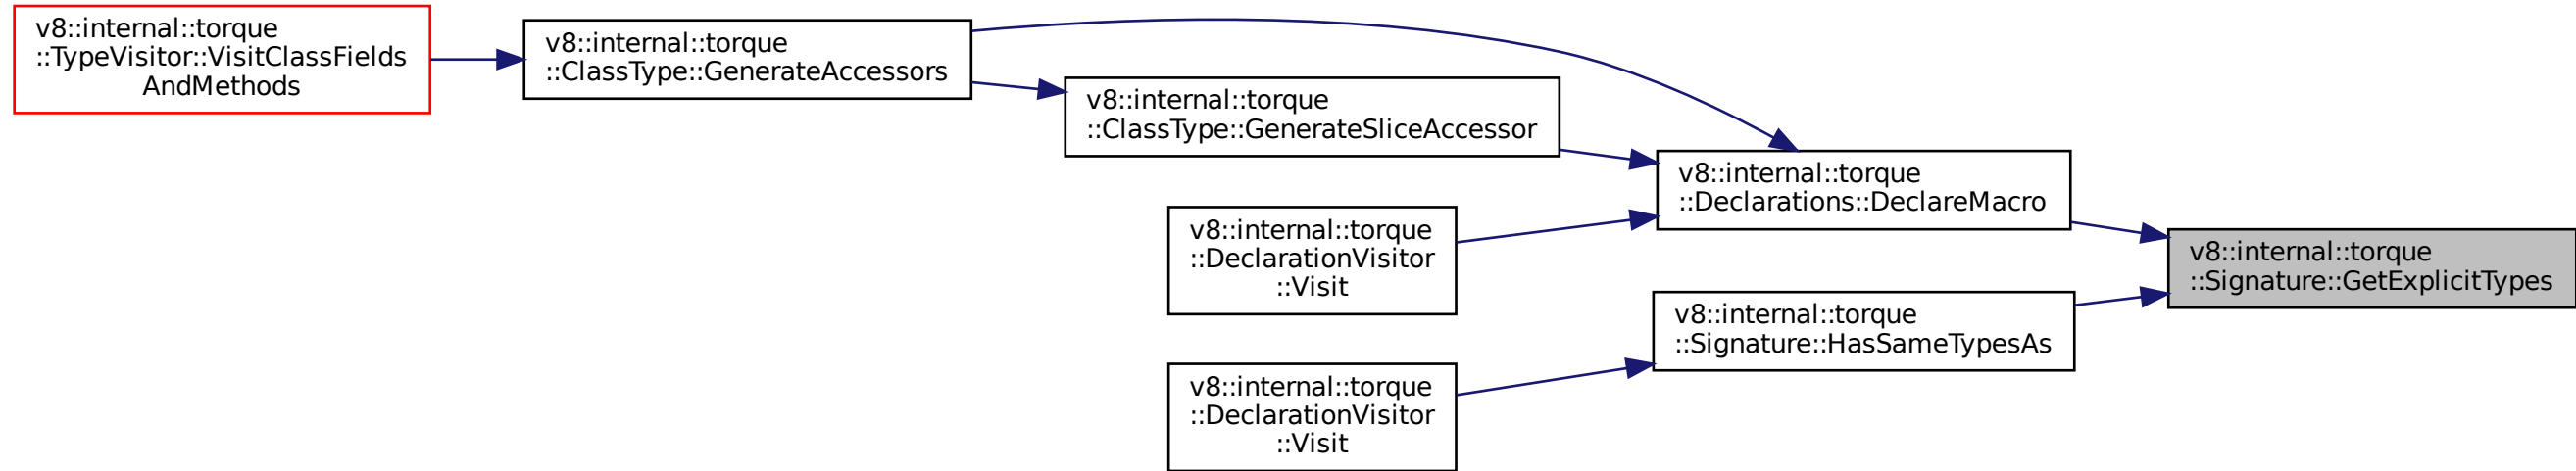 v8::internal::torque
::TypeVisitor::VisitClassFields
AndMethods
v8::internal::torque
::ClassType::GenerateAccessors
v8::internal::torque
::ClassType::GenerateSliceAccessor
v8::internal::torque
::DeclarationVisitor
::Visit
v8::internal::torque
::DeclarationVisitor
::Visit
v8::internal::torque
::Declarations::DeclareMacro
v8::internal::torque
::Signature::HasSameTypesAs
v8::internal::torque
::Signature::GetExplicitTypes